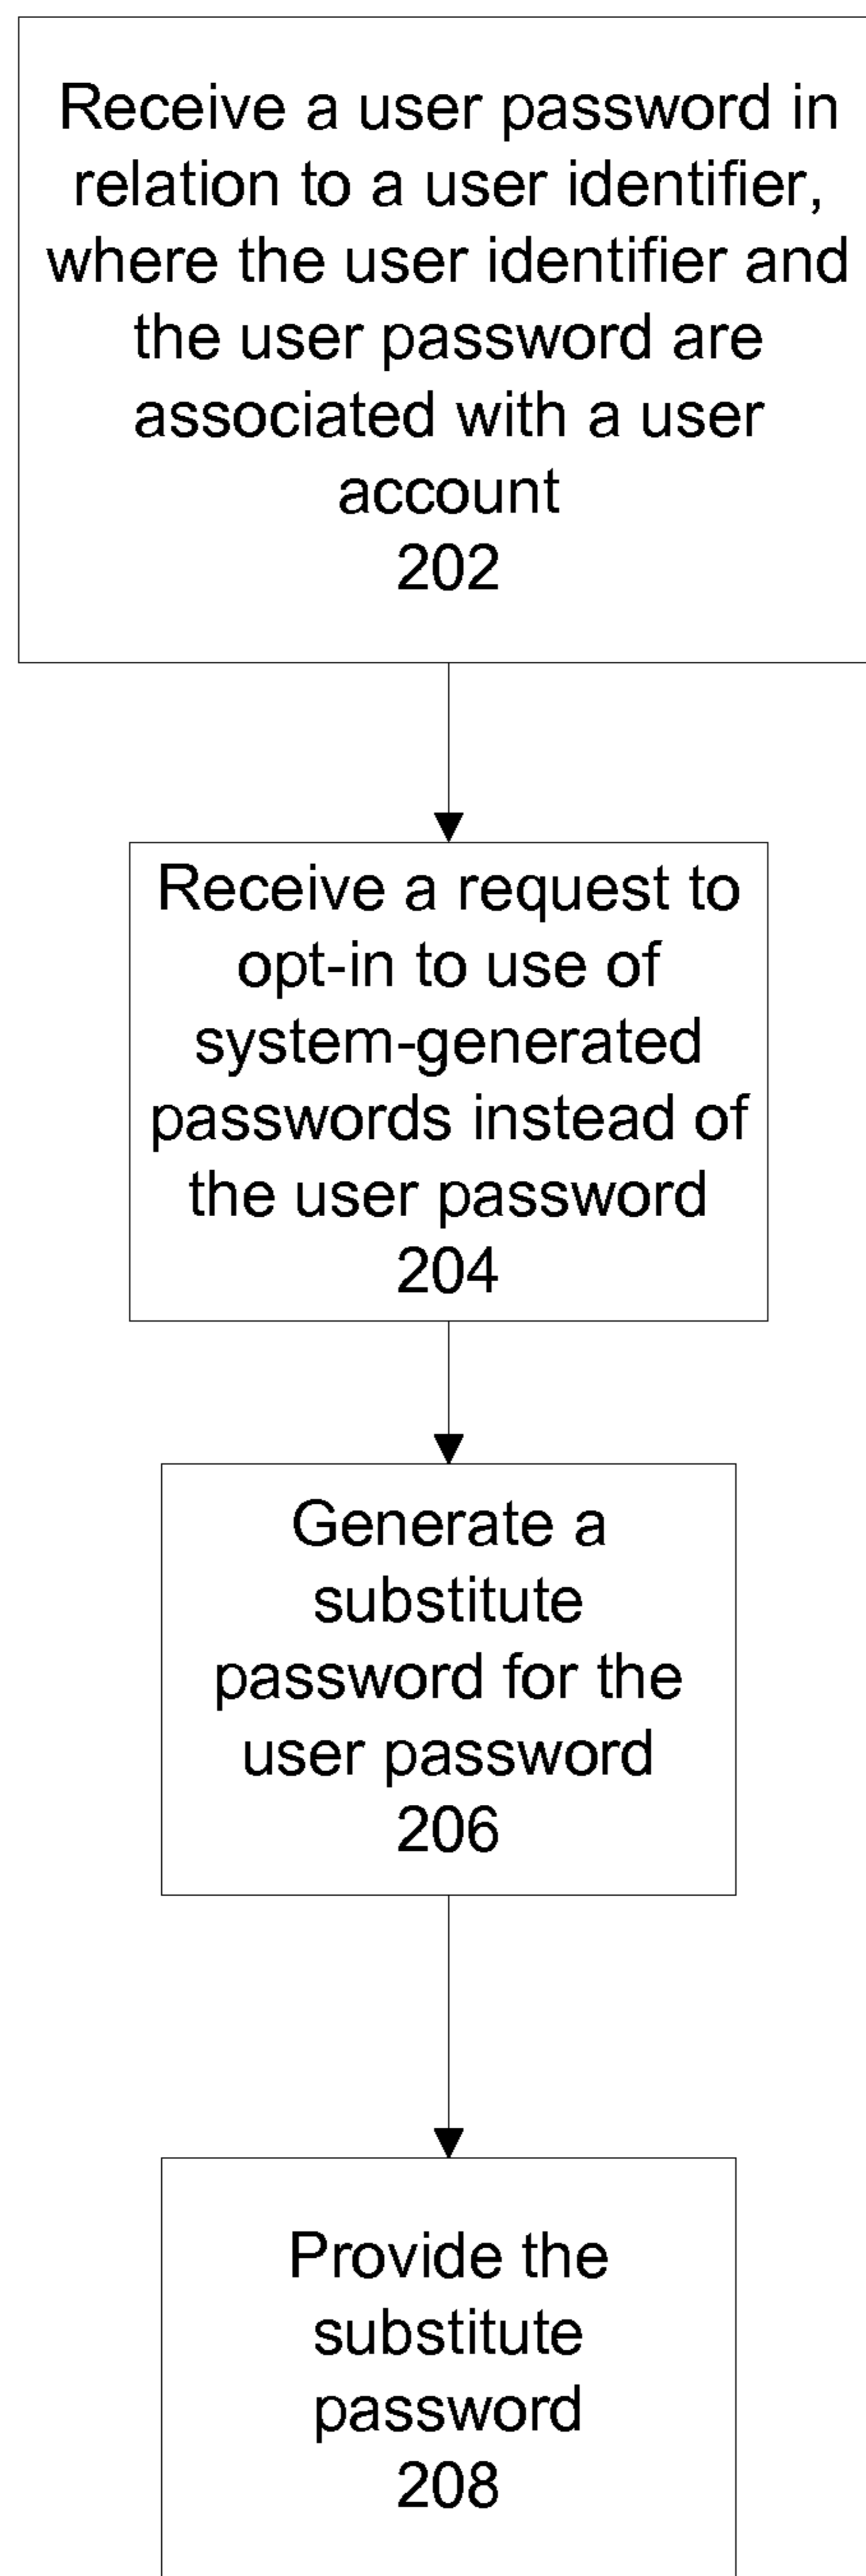 Receive a user password in
relation to a user identifier,
where the user identifier and
the user password are
associated with a user
account
202
Receive a request to
opt-in to use of
system-generated
passwords instead of
the user password
204
Generate a
substitute
password for the
user password
206
Provide the
substitute
password
208